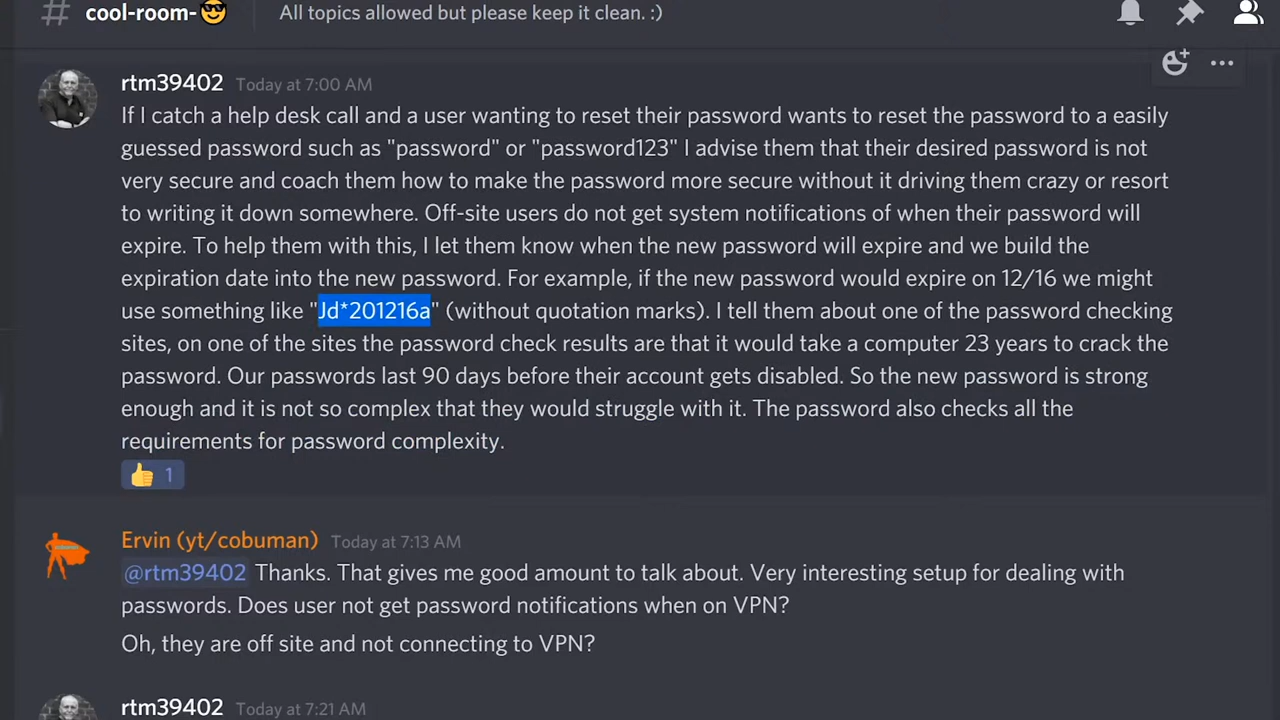 # cool-room-😎 All topics allowed but please keep it clean. :)
rtm39402 Today at 7:00 AM
If I catch a help desk call and a user wanting to reset their password wants to reset the password to a easily
guessed password such as "password" or "password123" I advise them that their desired password is not
very secure and coach them how to make the password more secure without it driving them crazy or resort
to writing it down somewhere. Off-site users do not get system notifications of when their password will
expire. To help them with this, I let them know when the new password will expire and we build the
expiration date into the new password. For example, if the new password would expire on 12/16 we might
use something like "Jd*201216a" (without quotation marks). I tell them about one of the password checking
sites, on one of the sites the password check results are that it would take a computer 23 years to crack the
password. Our passwords last 90 days before their account gets disabled. So the new password is strong
enough and it is not so complex that they would struggle with it. The password also checks all the
requirements for password complexity.
👍 1
Ervin (yt/cobuman) Today at 7:13 AM
@rtm39402 Thanks. That gives me good amount to talk about. Very interesting setup for dealing with
passwords. Does user not get password notifications when on VPN?
Oh, they are off site and not connecting to VPN?
rtm39402 Today at 7:21 AM